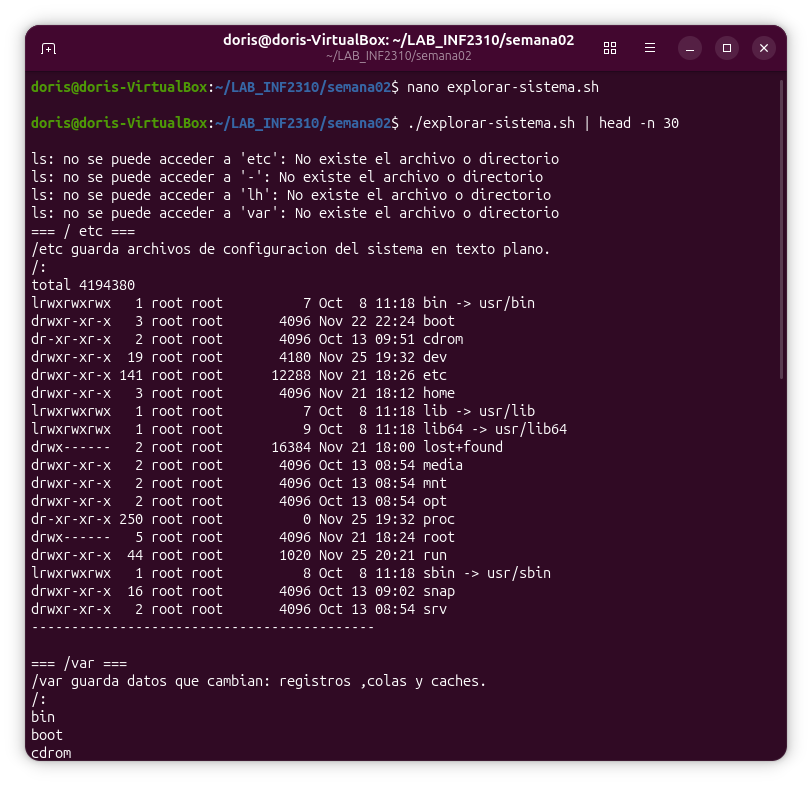 doris@doris-VirtualBox: ~/LAB_INF2310/semana02
~/LAB_INF2310/semana02
doris@doris-VirtualBox:~/LAB_INF2310/semana02$ nano explorar-sistema.sh
doris@doris-VirtualBox:~/LAB_INF2310/semana02$ ./explorar-sistema.sh | head -n 30
ls: no se puede acceder a 'etc': No existe el archivo o directorio
ls: no se puede acceder a '-': No existe el archivo o directorio
ls: no se puede acceder a 'lh': No existe el archivo o directorio
ls: no se puede acceder a 'var': No existe el archivo o directorio
=== / etc ===
/etc guarda archivos de configuracion del sistema en texto plano.
/:
total 4194380
lrwxrwxrwx   1 root root          7 Oct  8 11:18 bin -> usr/bin
drwxr-xr-x   3 root root       4096 Nov 22 22:24 boot
dr-xr-xr-x   2 root root       4096 Oct 13 09:51 cdrom
drwxr-xr-x  19 root root       4180 Nov 25 19:32 dev
drwxr-xr-x 141 root root      12288 Nov 21 18:26 etc
drwxr-xr-x   3 root root       4096 Nov 21 18:12 home
lrwxrwxrwx   1 root root          7 Oct  8 11:18 lib -> usr/lib
lrwxrwxrwx   1 root root          9 Oct  8 11:18 lib64 -> usr/lib64
drwx------   2 root root      16384 Nov 21 18:00 lost+found
drwxr-xr-x   2 root root       4096 Oct 13 08:54 media
drwxr-xr-x   2 root root       4096 Oct 13 08:54 mnt
drwxr-xr-x   2 root root       4096 Oct 13 08:54 opt
dr-xr-xr-x 250 root root          0 Nov 25 19:32 proc
drwx------   5 root root       4096 Nov 21 18:24 root
drwxr-xr-x  44 root root       1020 Nov 25 20:21 run
lrwxrwxrwx   1 root root          8 Oct  8 11:18 sbin -> usr/sbin
drwxr-xr-x  16 root root       4096 Oct 13 09:02 snap
drwxr-xr-x   2 root root       4096 Oct 13 08:54 srv
-------------------------------------------
=== /var ===
/var guarda datos que cambian: registros ,colas y caches.
/:
bin
boot
cdrom